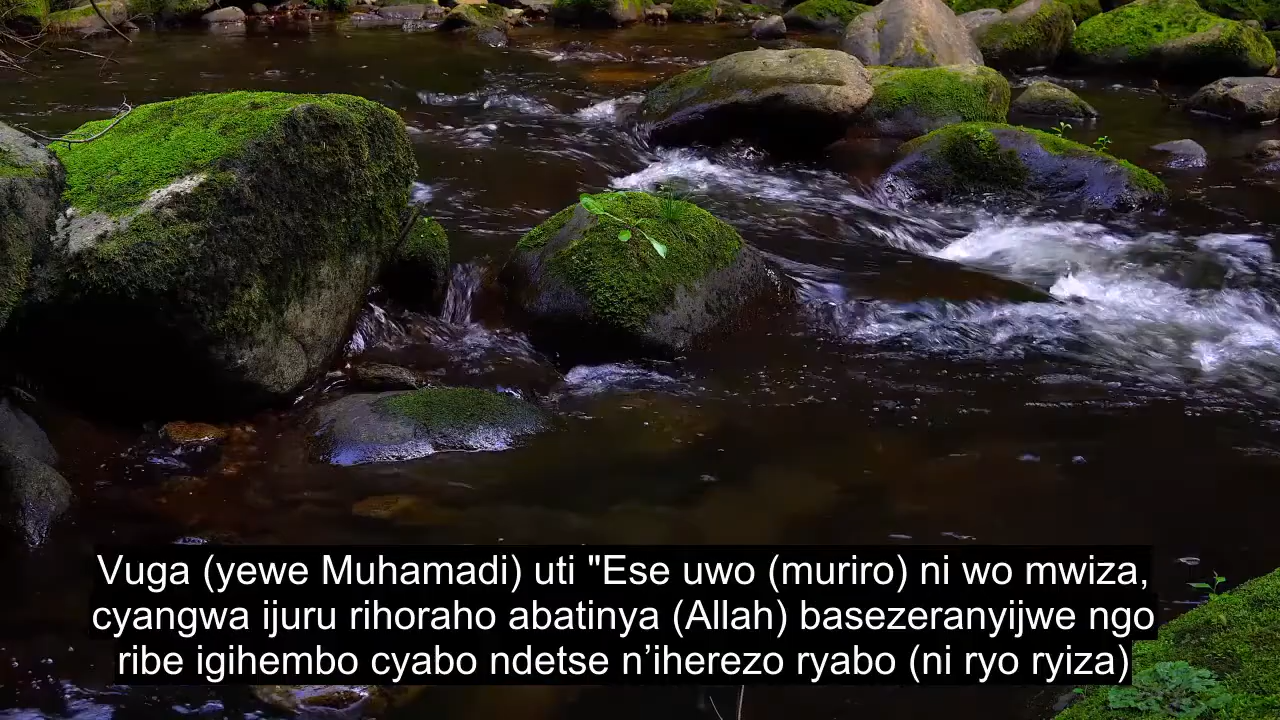 Vuga (yewe Muhamadi) uti "Ese uwo (muriro) ni wo mwiza,
cyangwa ijuru rihoraho abatinya (Allah) basezeranyijwe ngo
ribe igihembo cyabo ndetse n’iherezo ryabo (ni ryo ryiza)